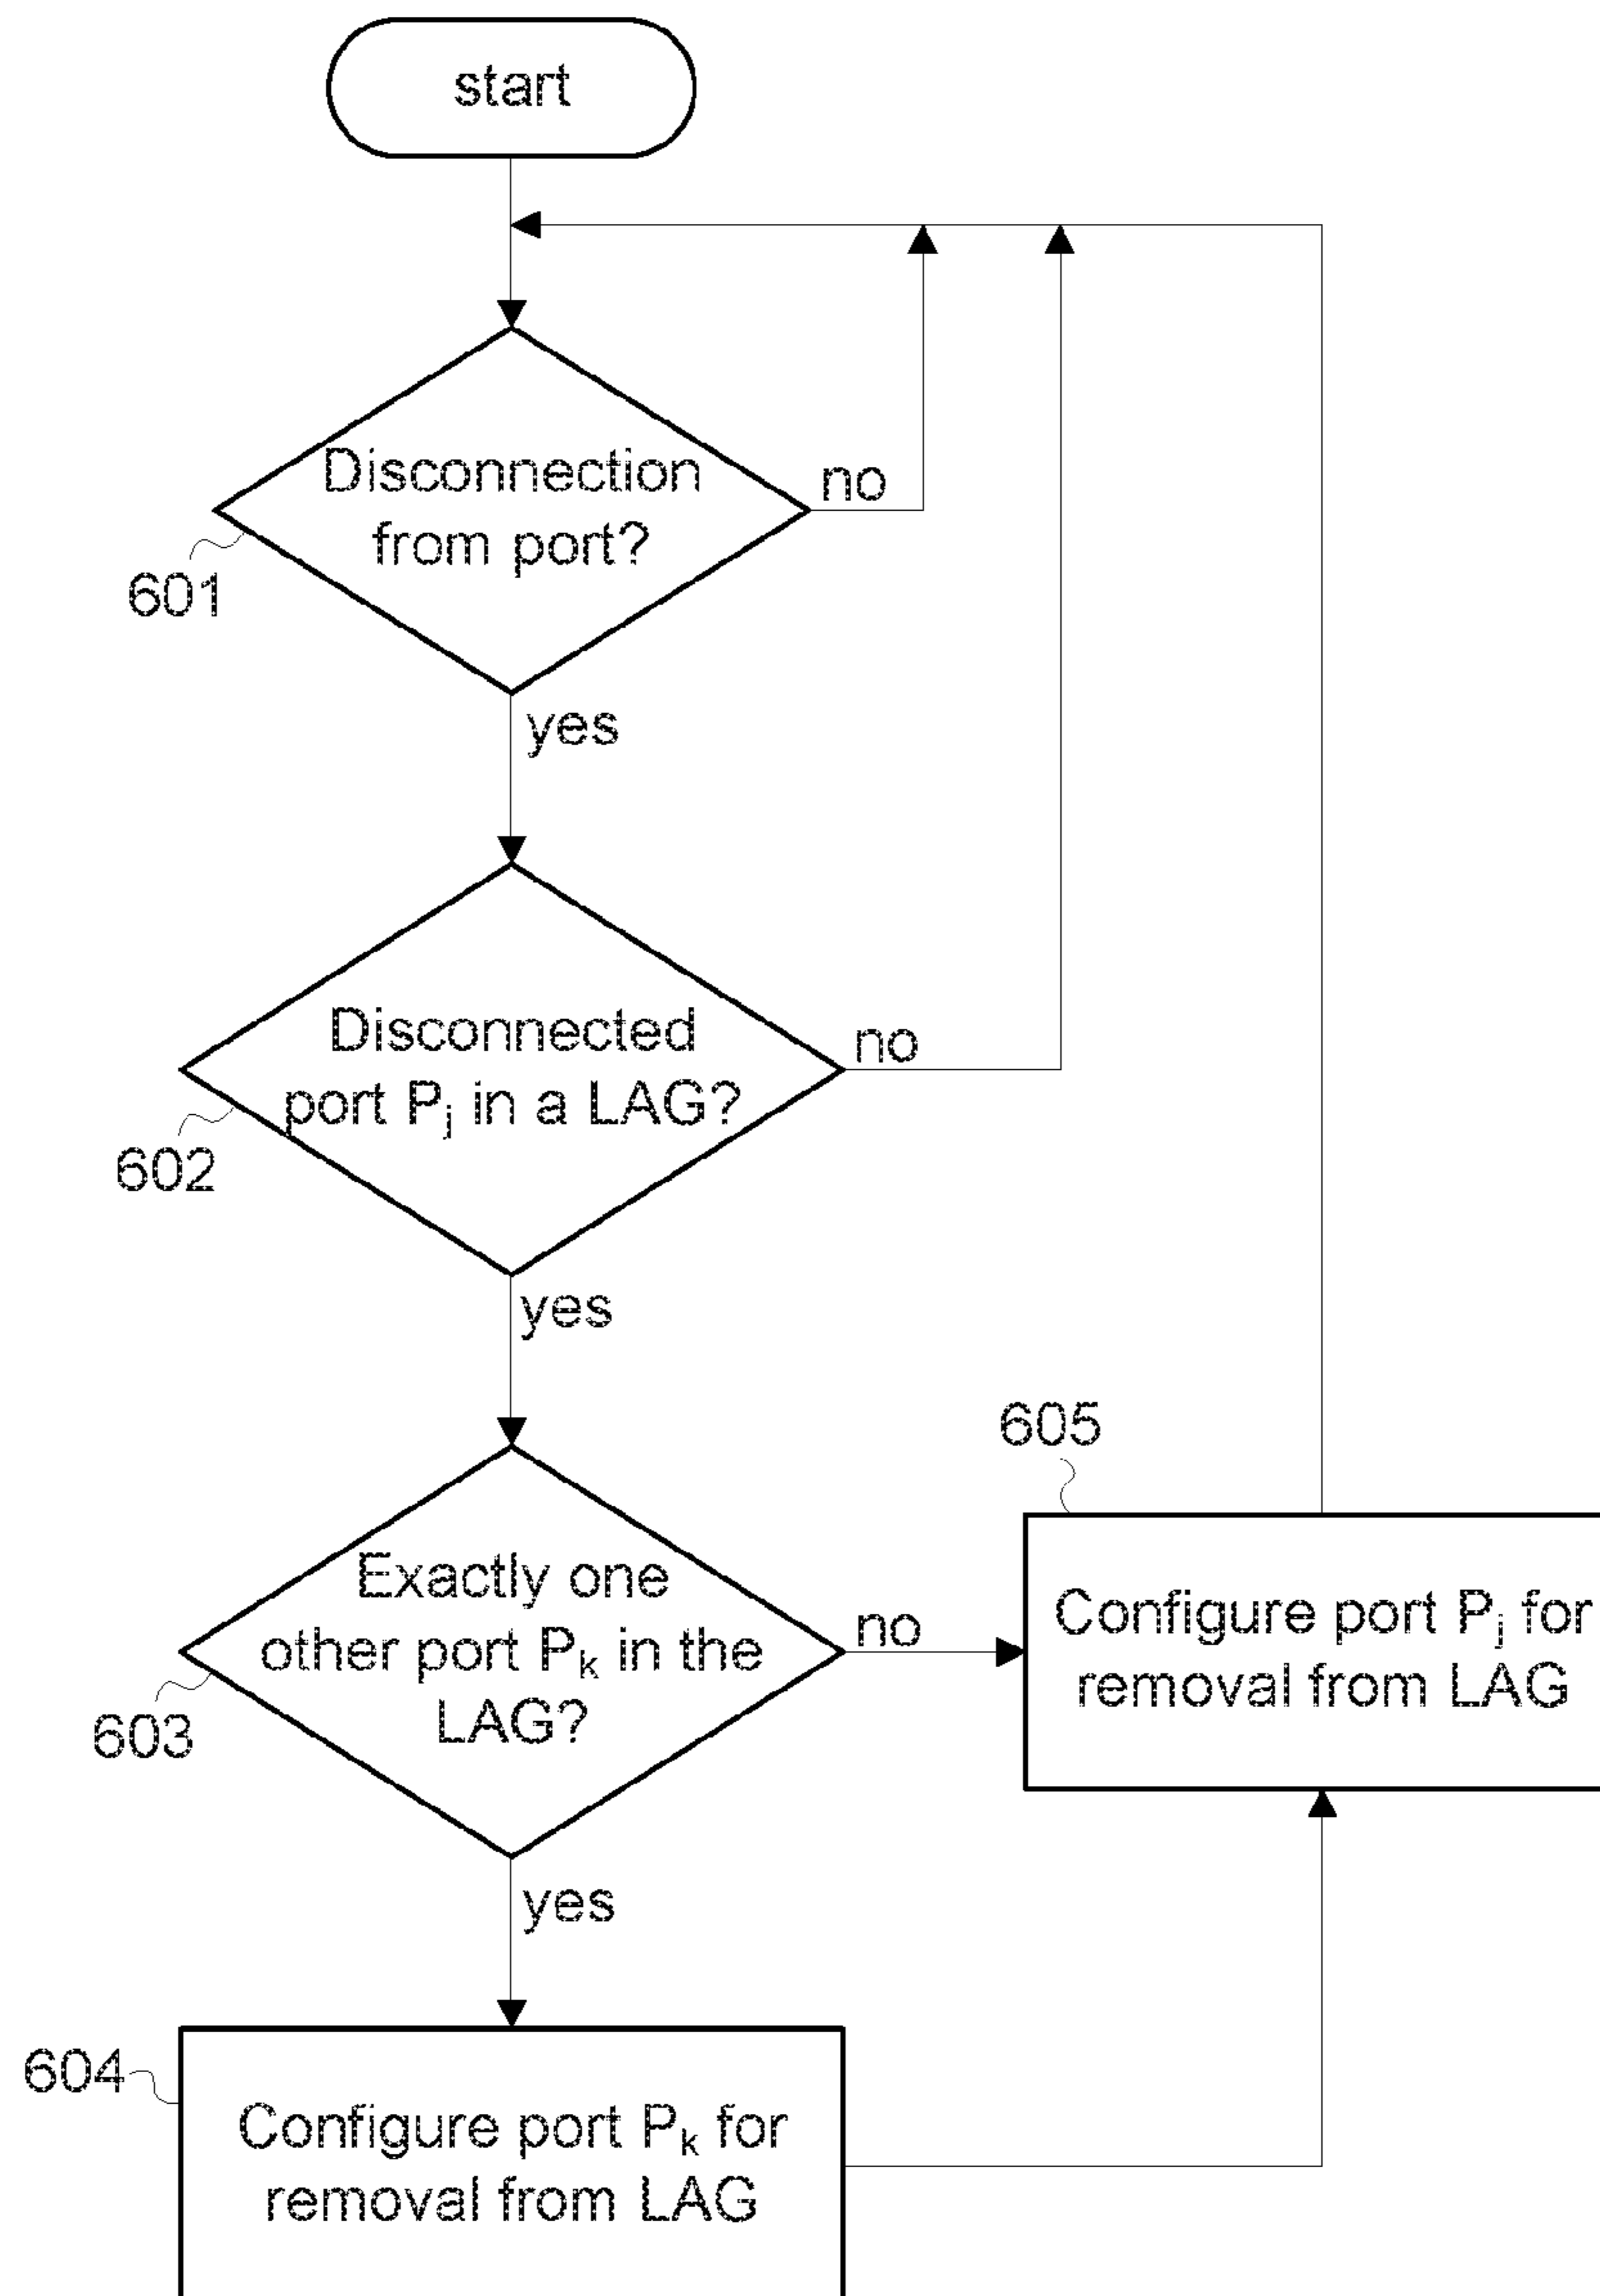 start
Disconnection
from port?
no
601
yes
Disconnected
port Pj in a LAG?
no
602
yes
Exactly one
other port Pk in the
LAG?
no
603
yes
605
Configure port Pj for
removal from LAG
604
Configure port Pk for
removal from LAG